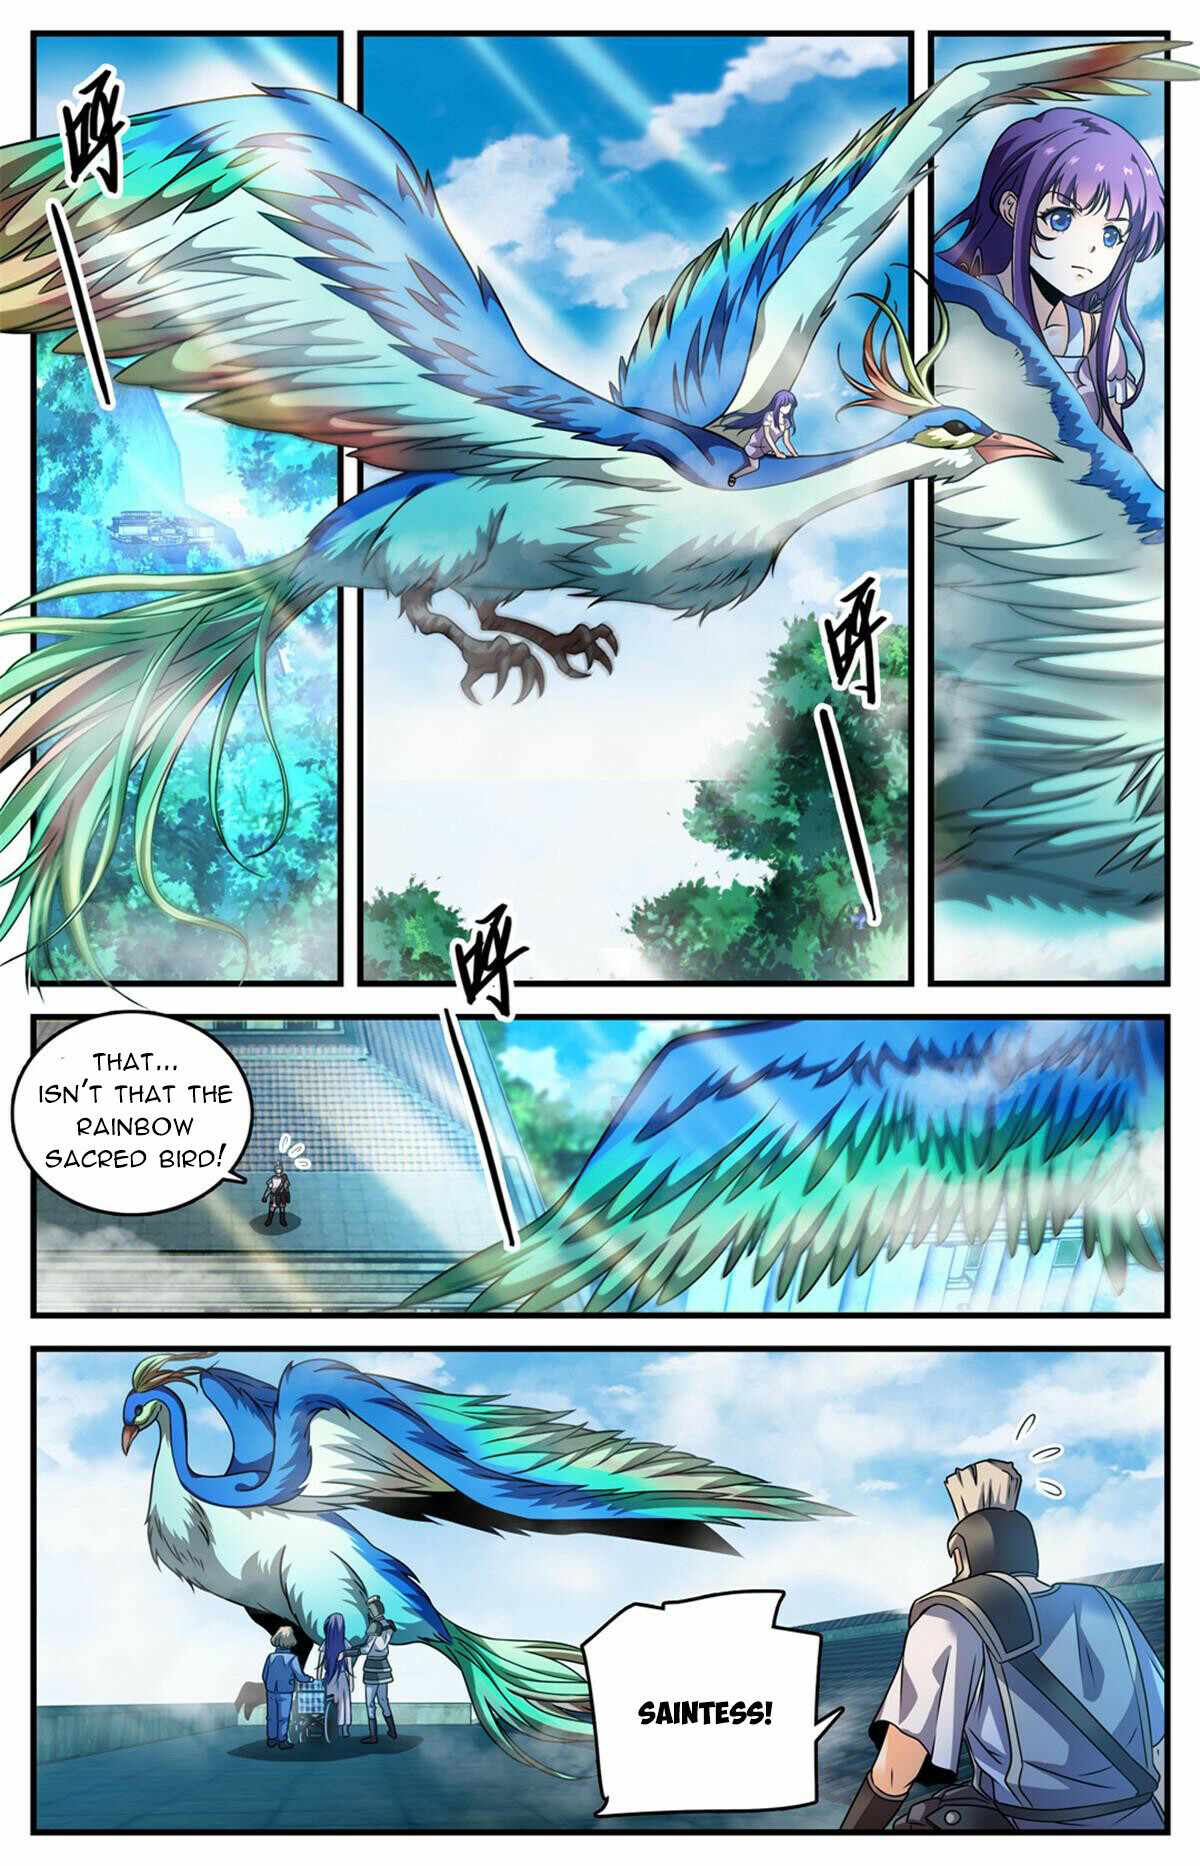 呼
呼
呼
THAT...
ISN'T THAT THE
RAINBOW
SACRED BIRD!
SAINTESS!